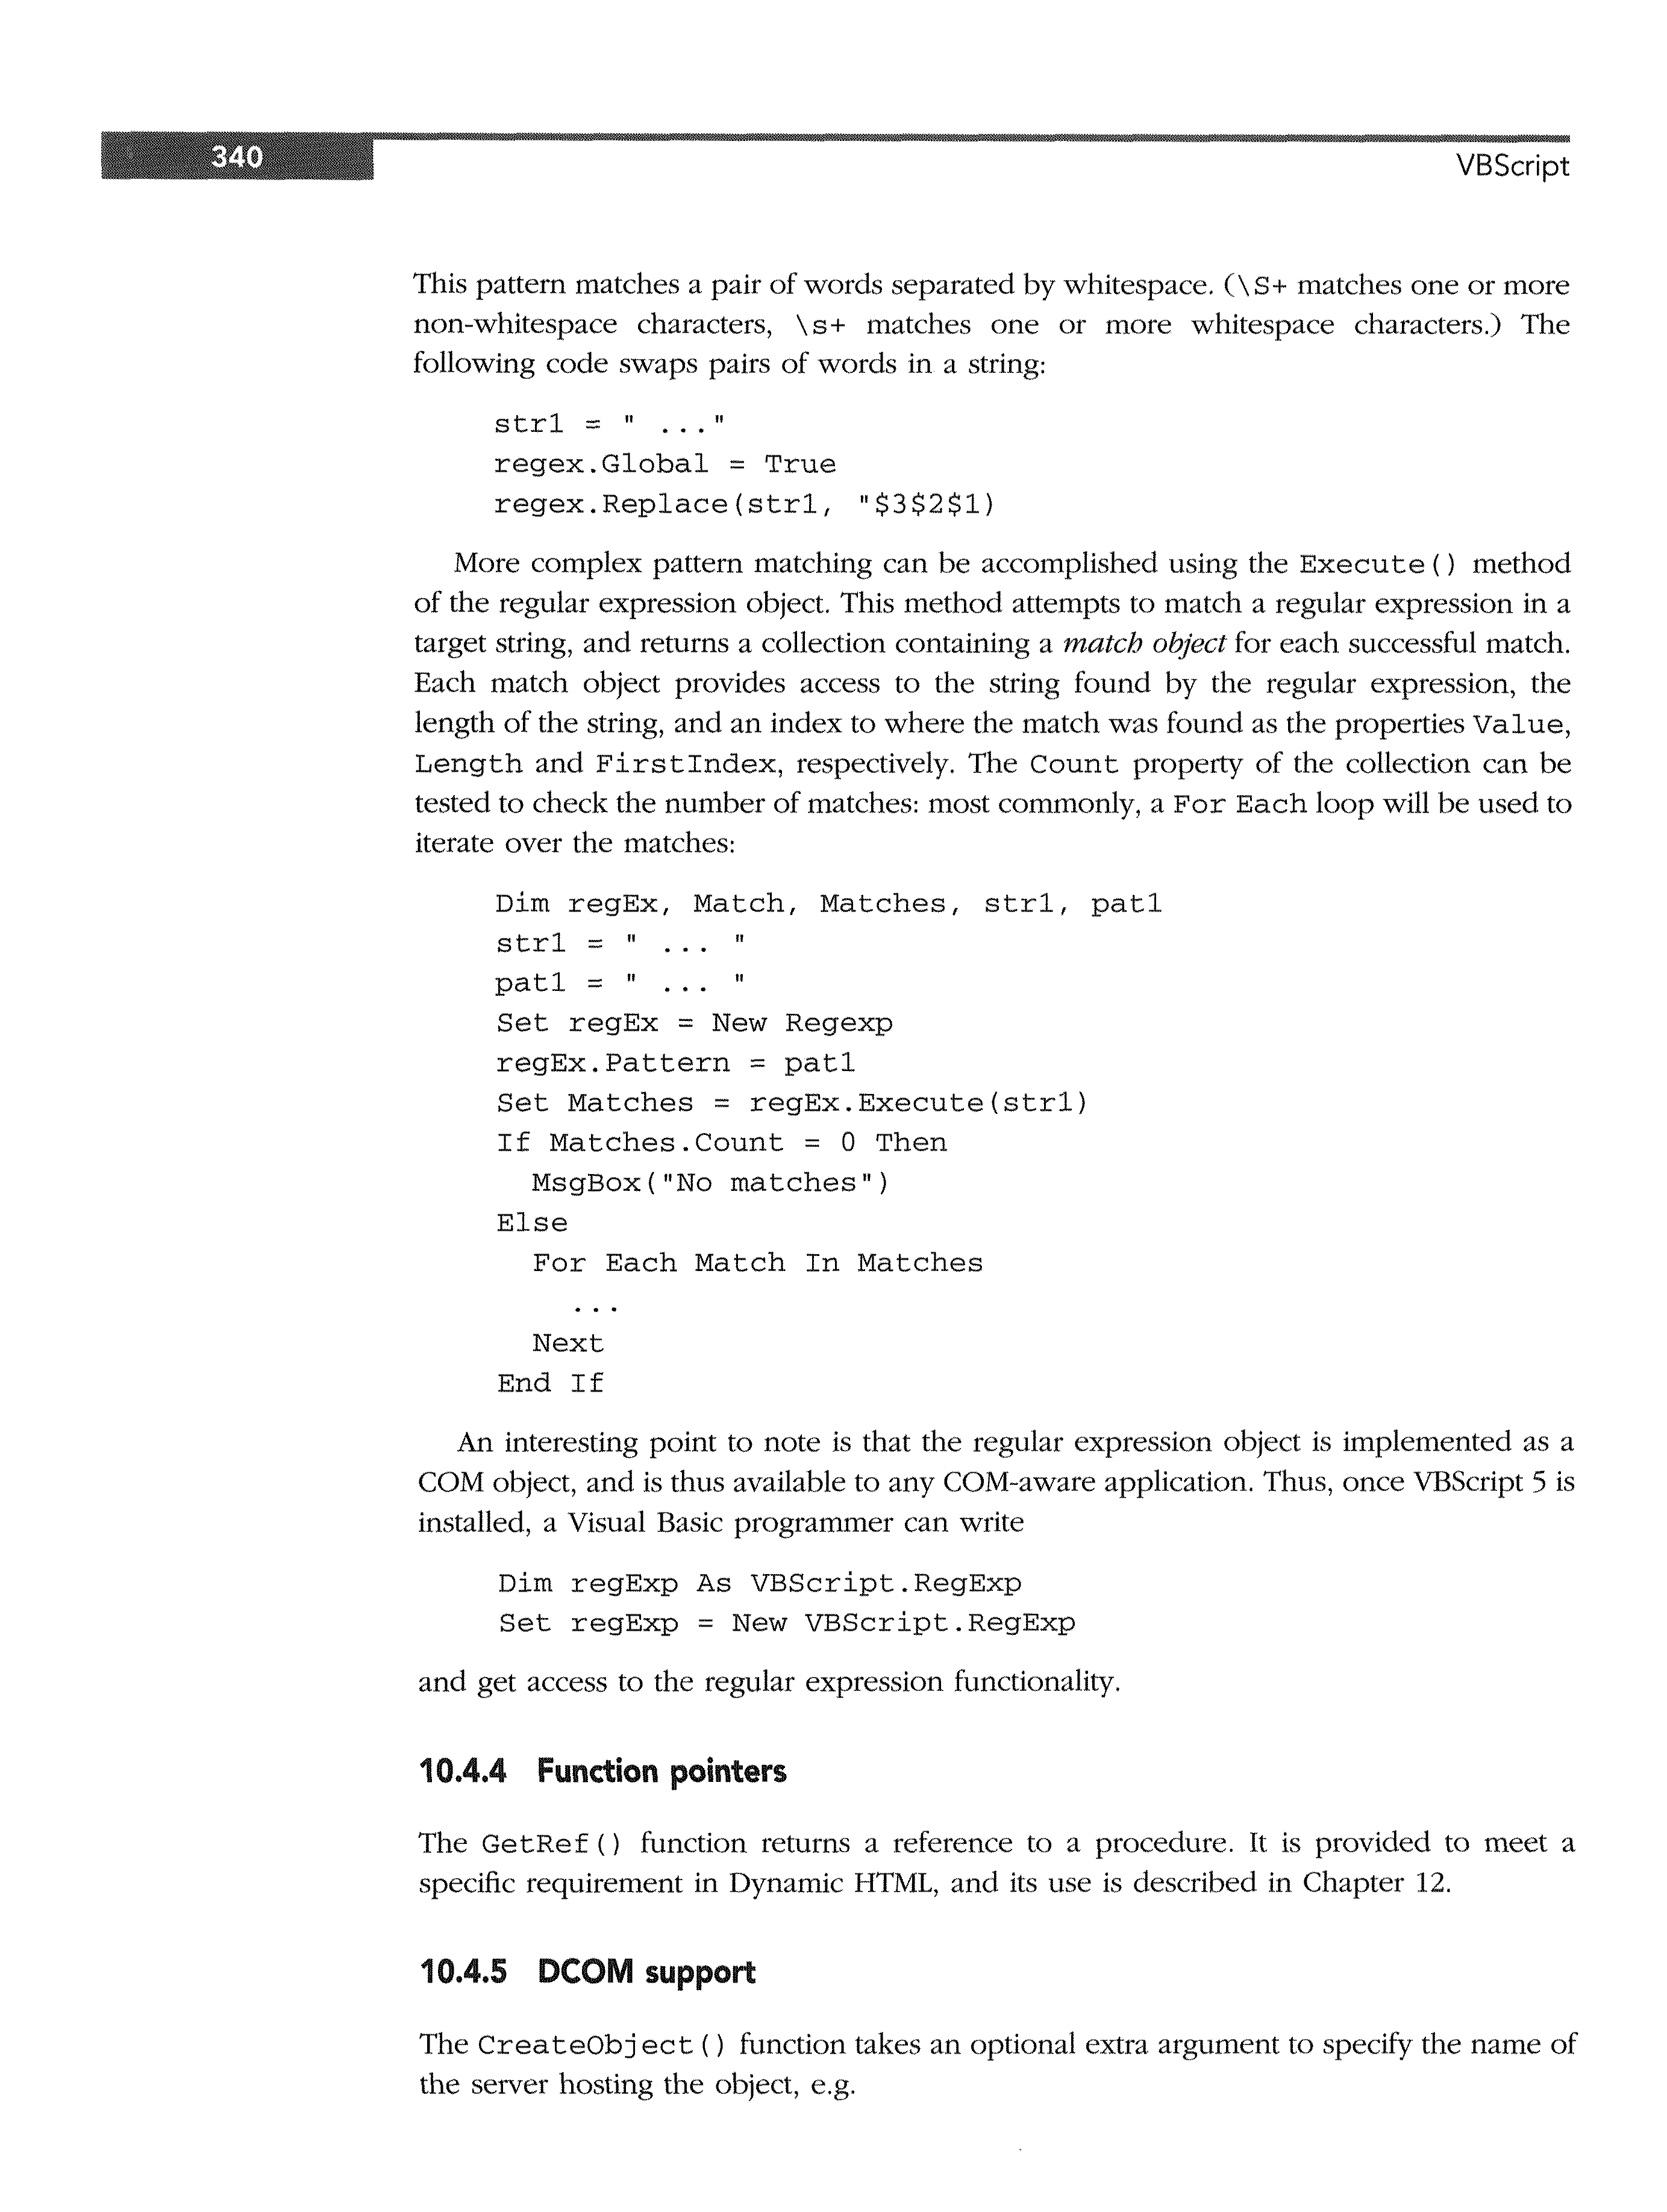 340
VBScript
This pattern matches a pair of words separated by whitespace. (\S+ matches one or more
non-whitespace characters, \s+ matches one or more whitespace characters.) The
following code swaps pairs of words in a string:
str1 = " ..."
regex.Global = True
regex.Replace(str1, "$3$2$1)
More complex pattern matching can be accomplished using the Execute() method
of the regular expression object. This method attempts to match a regular expression in a
target string, and returns a collection containing a match object for each successful match.
Each match object provides access to the string found by the regular expression, the
length of the string, and an index to where the match was found as the properties Value,
Length and FirstIndex, respectively. The Count property of the collection can be
tested to check the number of matches: most commonly, a For Each loop will be used to
iterate over the matches:
Dim regEx, Match, Matches, str1, pat1
str1 = " ... "
pat1 = " ... "
Set regEx = New Regexp
regEx.Pattern = pat1
Set Matches = regEx.Execute(str1)
If Matches.Count = 0 Then
MsgBox("No matches")
Else
For Each Match In Matches
...
Next
End If
An interesting point to note is that the regular expression object is implemented as a
COM object, and is thus available to any COM-aware application. Thus, once VBScript 5 is
installed, a Visual Basic programmer can write
Dim regExp As VBScript.RegExp
Set regExp = New VBScript.RegExp
and get access to the regular expression functionality.
10.4.4 Function pointers
The GetRef() function returns a reference to a procedure. It is provided to meet a
specific requirement in Dynamic HTML, and its use is described in Chapter 12.
10.4.5 DCOM support
The CreateObject() function takes an optional extra argument to specify the name of
the server hosting the object, e.g.